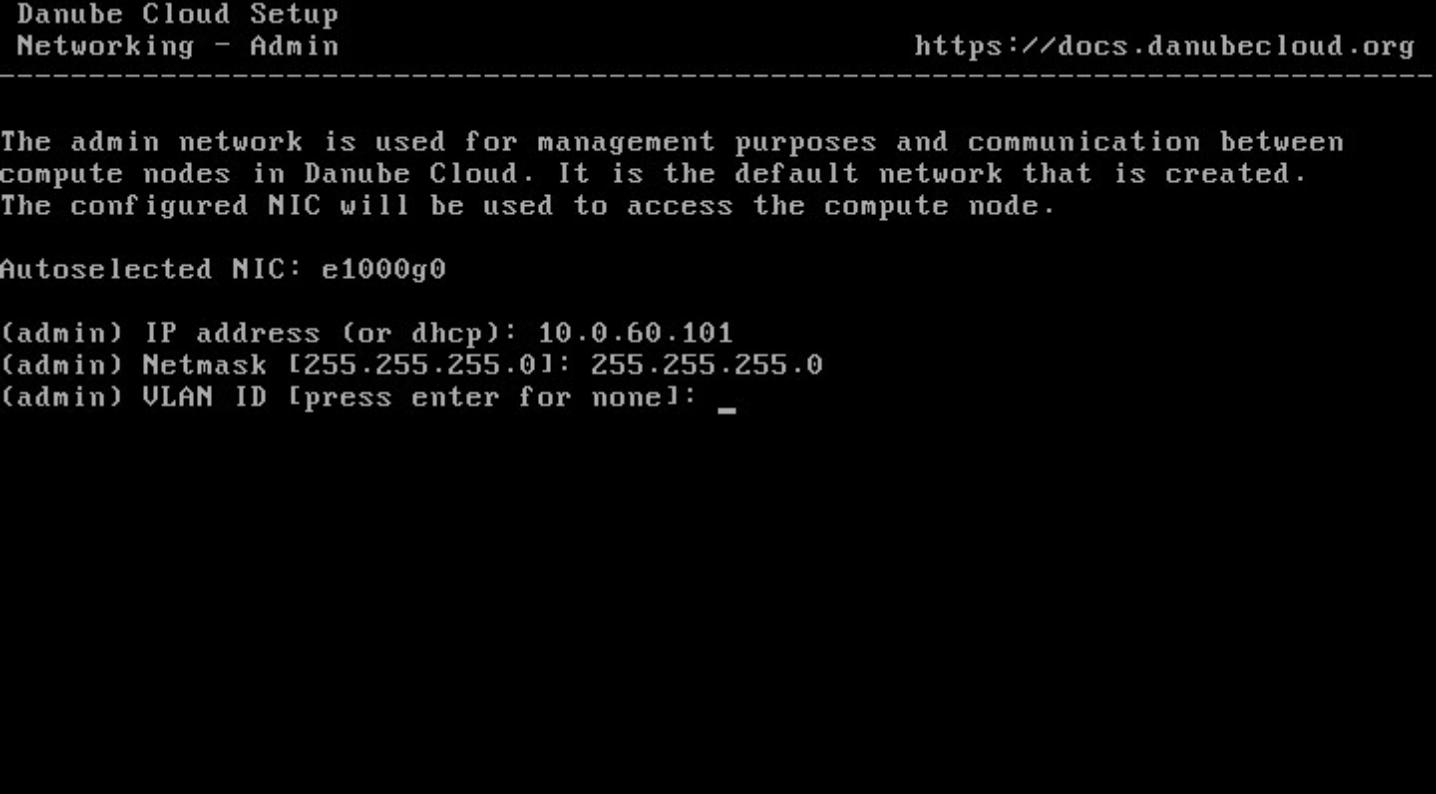 Danube Cloud Setup
Networking - Admin https://docs.danubecloud.org
--------------------------------------------------------------------------------
The admin network is used for management purposes and communication between
compute nodes in Danube Cloud. It is the default network that is created.
The configured NIC will be used to access the compute node.
Autoselected NIC: e1000g0
(admin) IP address (or dhcp): 10.0.60.101
(admin) Netmask [255.255.255.0]: 255.255.255.0
(admin) VLAN ID [press enter for none]: _